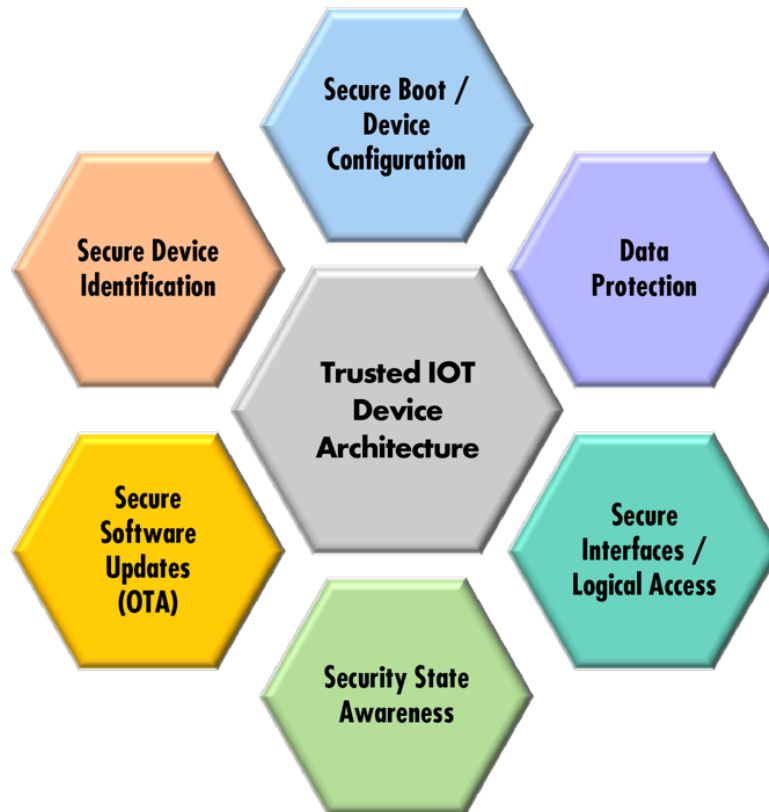 Secure Boot /
Device
Configuration
Secure Device
Identification
Data
Protection
Trusted IOT
Device
Architecture
Secure
Software
Updates
(OTA)
Secure
Interfaces /
Logical Access
Security State
Awareness